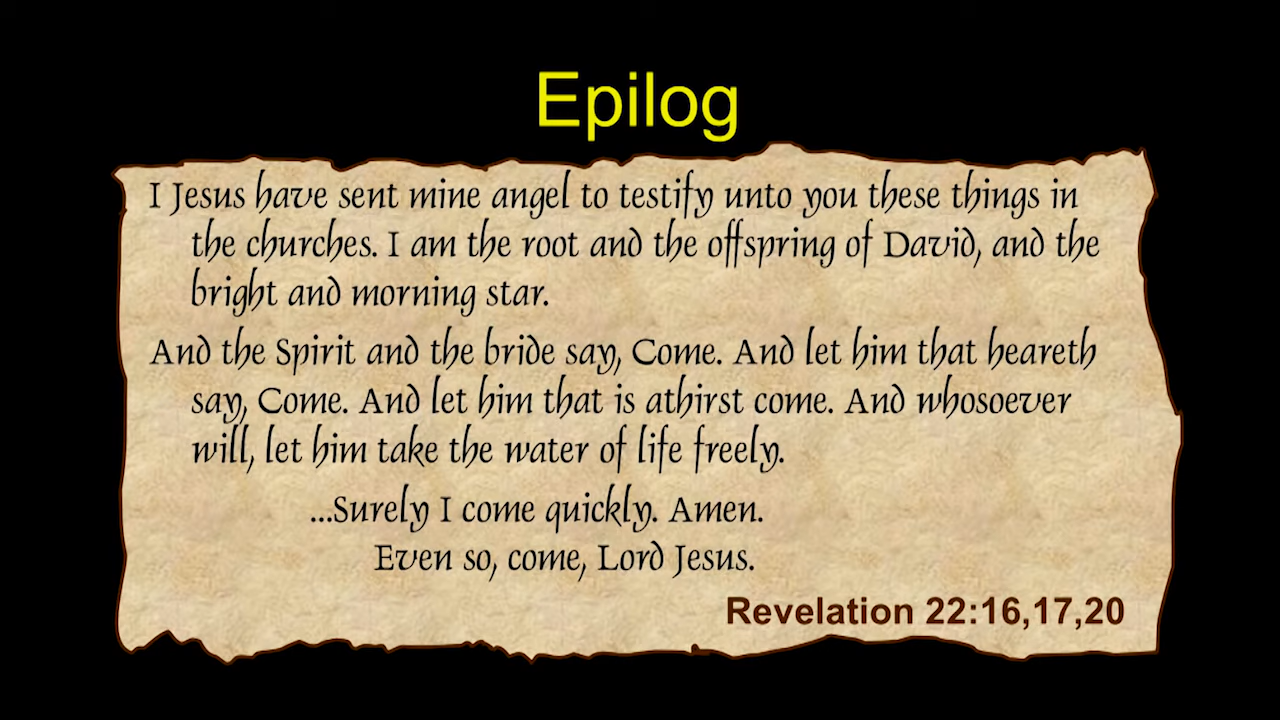 Epilog
I Jesus have sent mine angel to testify unto you these things in
the churches. I am the root and the offspring of David, and the
bright and morning star.
And the Spirit and the bride say, Come. And let him that heareth
say, Come. And let him that is athirst come. And whosoever
will, let him take the water of life freely.
...Surely I come quickly. Amen.
Even so, come, Lord Jesus.
Revelation 22:16,17,20